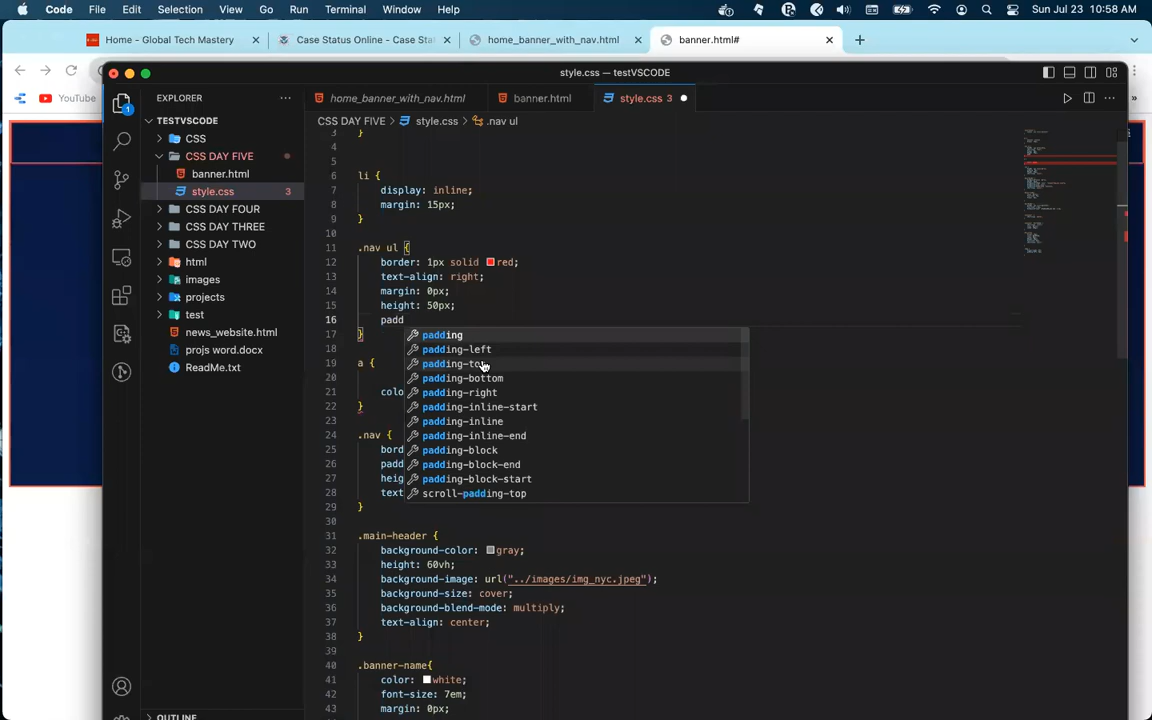 Code File Edit Selection View Go Run Terminal Window Help Sun Jul 23 10:58 AM
Home - Global Tech Mastery Case Status Online - Case Sta home_banner_with_nav.html banner.html#
style.css — testVSCODE
YouTube
EXPLORER
home_banner_with_nav.html banner.html style.css 3
TESTVSCODE
CSS DAY FIVE > style.css > .nav ul
CSS
CSS DAY FIVE
banner.html
style.css 3
CSS DAY FOUR
CSS DAY THREE
CSS DAY TWO
html
images
projects
test
news_website.html
projs word.docx
ReadMe.txt
OUTLINE
3 }
4
5
6 li {
7 display: inline;
8 margin: 15px;
9 }
10
11 .nav ul {
12 border: 1px solid red;
13 text-align: right;
14 margin: 0px;
15 height: 50px;
16 padd
17 }
18
19 a {
20
21 colo
22 }
23
24 .nav {
25 bord
26 padd
27 heig
28 text
29 }
30
31 .main-header {
32 background-color: gray;
33 height: 60vh;
34 background-image: url("../images/img_nyc.jpeg");
35 background-size: cover;
36 background-blend-mode: multiply;
37 text-align: center;
38 }
39
40 .banner-name{
41 color: white;
42 font-size: 7em;
43 margin: 0px;
padding
padding-left
padding-top
padding-bottom
padding-right
padding-inline-start
padding-inline
padding-inline-end
padding-block
padding-block-end
padding-block-start
scroll-padding-top